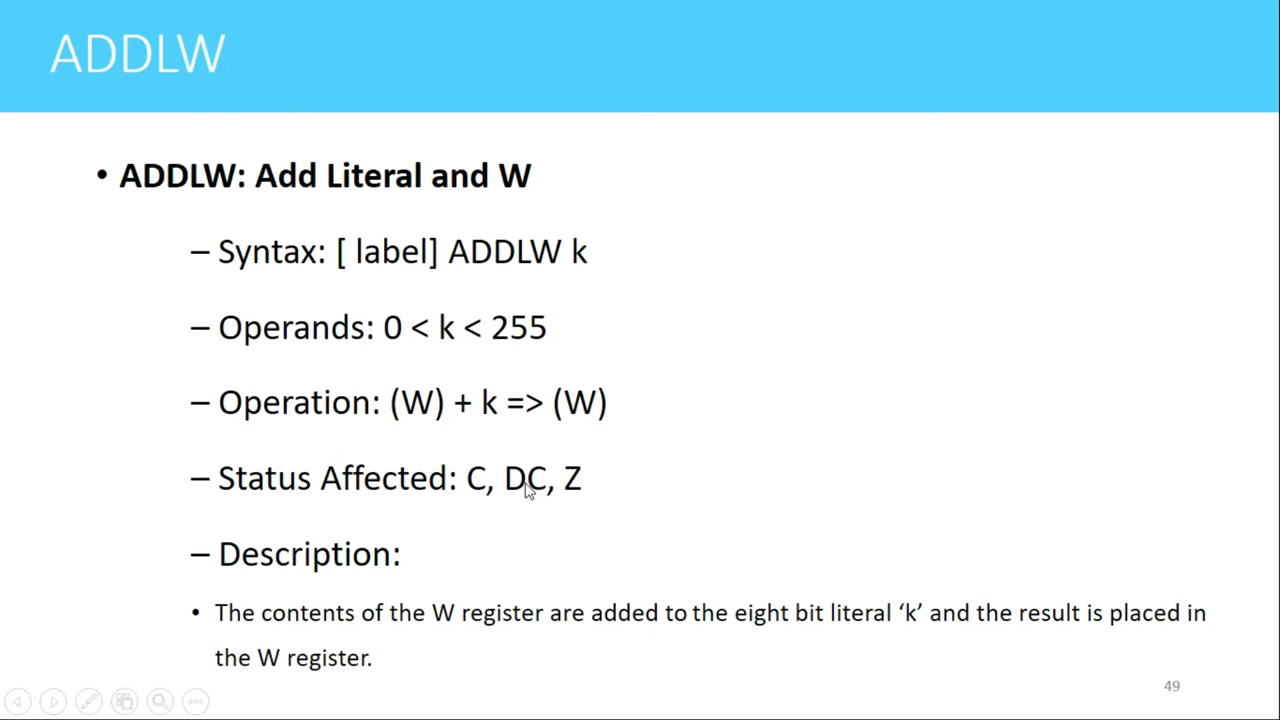 ADDLW
• ADDLW: Add Literal and W
– Syntax: [ label] ADDLW k
– Operands: 0 < k < 255
– Operation: (W) + k => (W)
– Status Affected: C, DC, Z
– Description:
• The contents of the W register are added to the eight bit literal ‘k’ and the result is placed in
the W register.
49